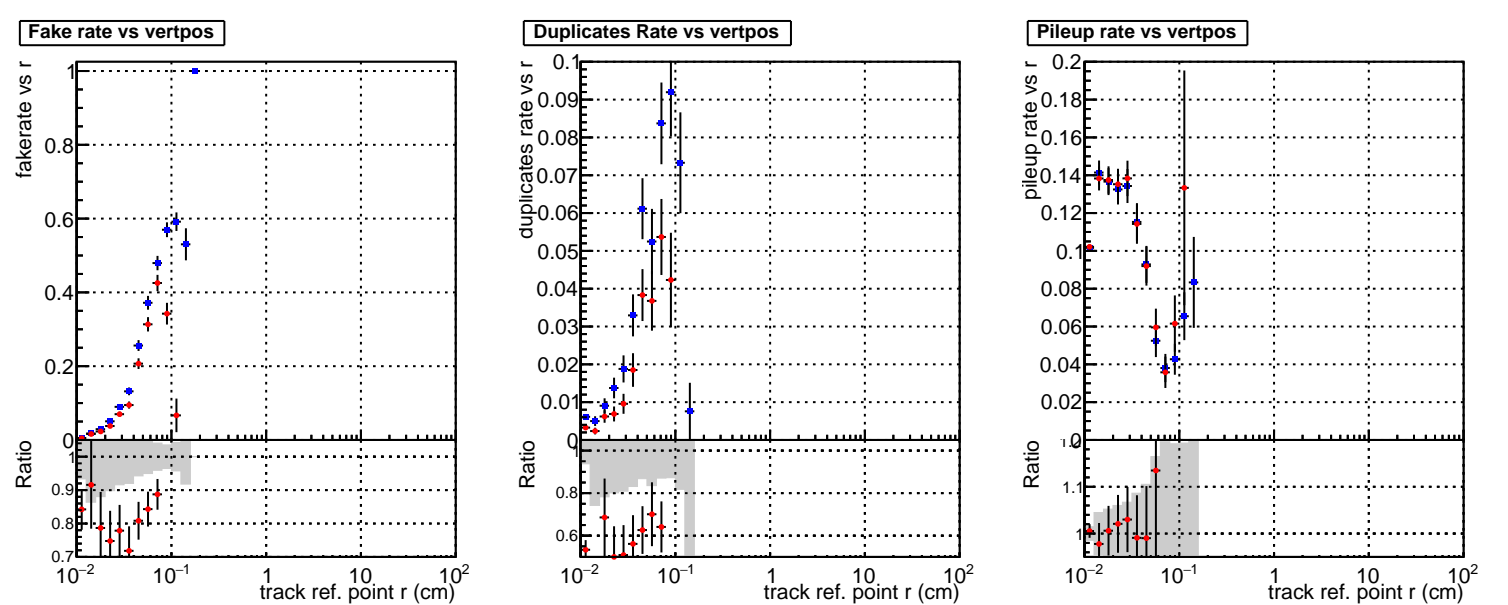 Fake rate vs vertpos
fakerate vs r
1
0.8
0.6
0.4
0.2
0
Ratio
1
0.9
0.8
0.7
10−2 10−1 1 10 102
track ref. point r (cm)
Duplicates Rate vs vertpos
duplicates rate vs r
0.1
0.09
0.08
0.07
0.06
0.05
0.04
0.03
0.02
0.01
0
Ratio
1
0.8
0.6
10−2 10−1 1 10 102
track ref. point r (cm)
Pileup rate vs vertpos
pileup rate vs r
0.2
0.18
0.16
0.14
0.12
0.1
0.08
0.06
0.04
0.02
0
Ratio
1.1
1
10−2 10−1 1 10 102
track ref. point r (cm)